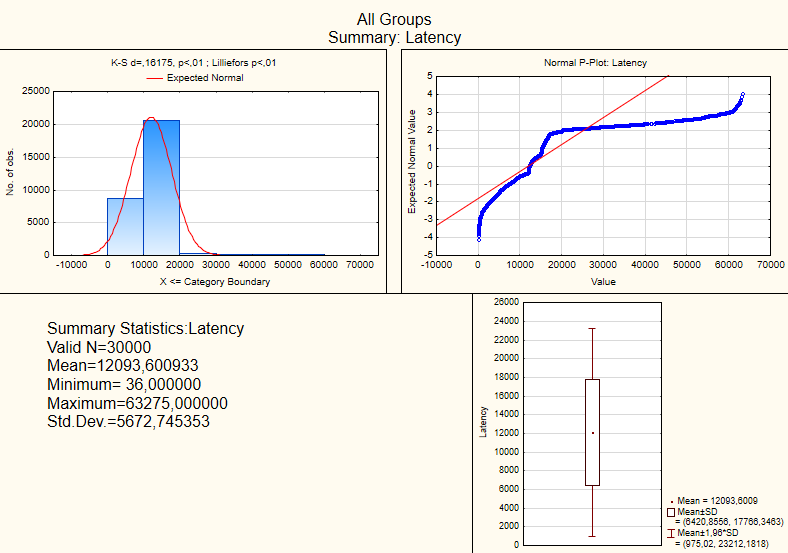 All Groups
Summary: Latency
K-S d=,16175, p<,01 ; Lilliefors p<,01
Expected Normal
25000
20000
15000
10000
5000
0
No. of obs.
-10000 0 10000 20000 30000 40000 50000 60000 70000
X <= Category Boundary
Normal P-Plot: Latency
5
4
3
2
1
0
-1
-2
-3
-4
-5
Expected Normal Value
-10000 0 10000 20000 30000 40000 50000 60000 70000
Value
Summary Statistics:Latency
Valid N=30000
Mean=12093,600933
Minimum= 36,000000
Maximum=63275,000000
Std.Dev.=5672,745353
26000
24000
22000
20000
18000
16000
14000
12000
10000
8000
6000
4000
2000
0
Latency
Mean = 12093,6009
Mean±SD
= (6420,8556, 17766,3463)
Mean±1,96*SD
= (975,02, 23212,1818)